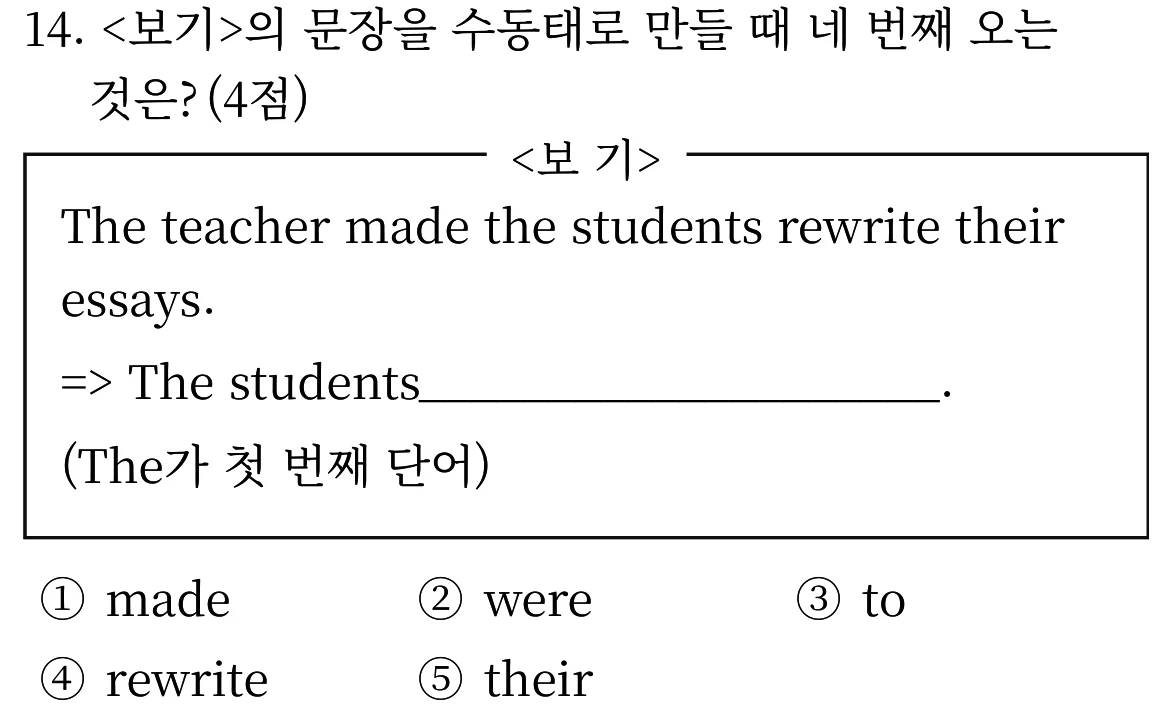 14. <보기>의 문장을 수동태로 만들 때 네 번째 오는
것은? (4점)
<보 기>
The teacher made the students rewrite their
essays.
=> The students____________________.
(The가 첫 번째 단어)
① made ② were ③ to
④ rewrite ⑤ their